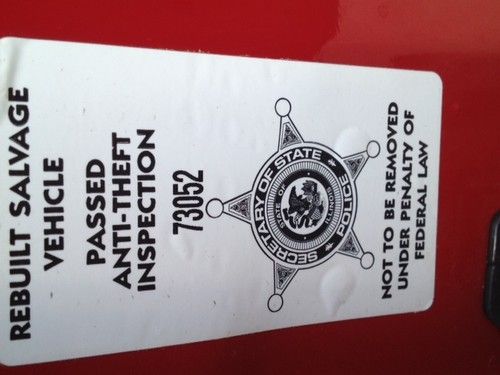 REBUILT SALVAGE
VEHICLE
PASSED
ANTI-THEFT
INSPECTION
73052
SECRETARY OF STATE
POLICE
ILLINOIS
NOT TO BE REMOVED
UNDER PENALTY OF
FEDERAL LAW